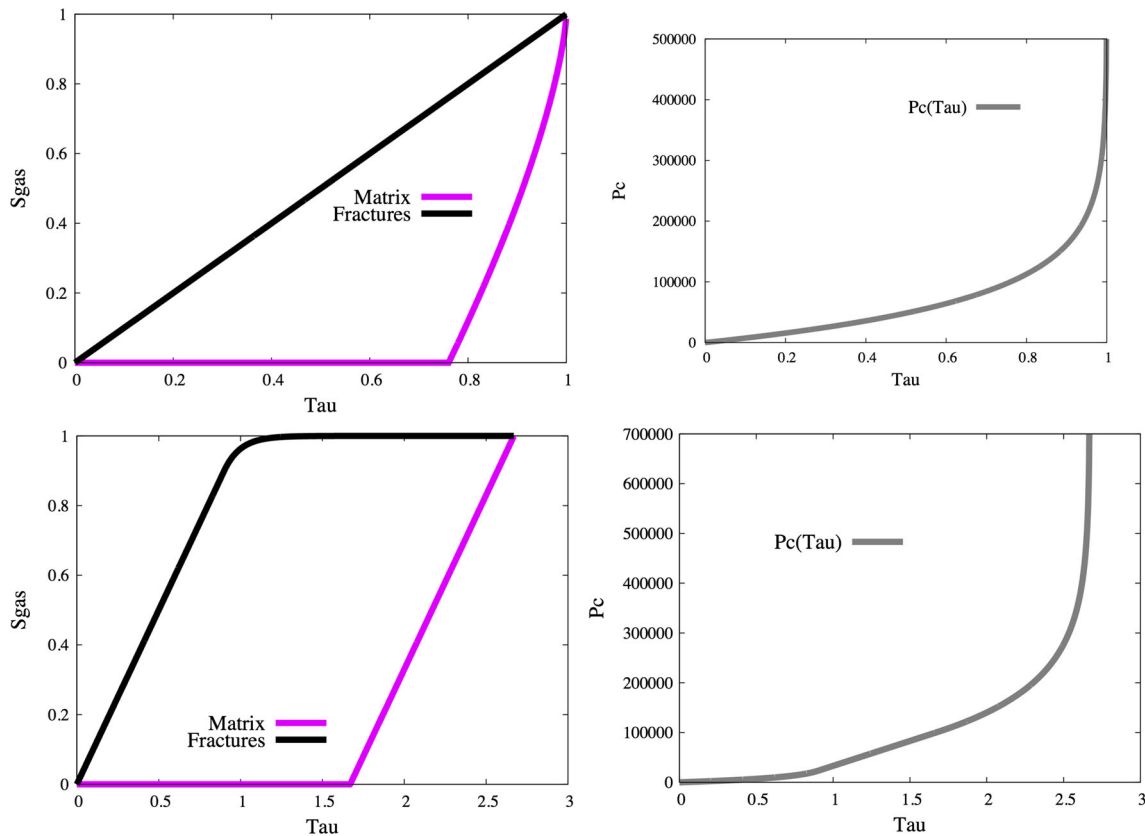 1
0.8
0.6
0.4
0.2
0
Sgas
Matrix
Fractures
0 0.2 0.4 0.6 0.8 1
Tau
500000
400000
300000
200000
100000
0
Pc
Pc(Tau)
0 0.2 0.4 0.6 0.8 1
Tau
1
0.8
0.6
0.4
0.2
0
Sgas
Matrix
Fractures
0 0.5 1 1.5 2 2.5 3
Tau
700000
600000
500000
400000
300000
200000
100000
0
Pc
Pc(Tau)
0 0.5 1 1.5 2 2.5 3
Tau